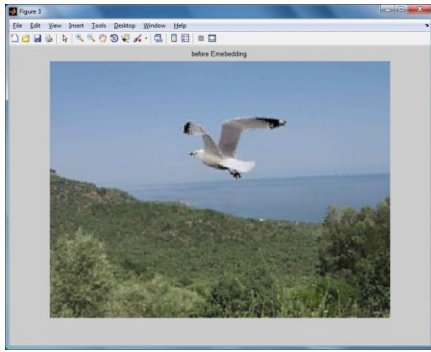 Figure 3
File Edit View Insert Tools Desktop Window Help
before Emebedding